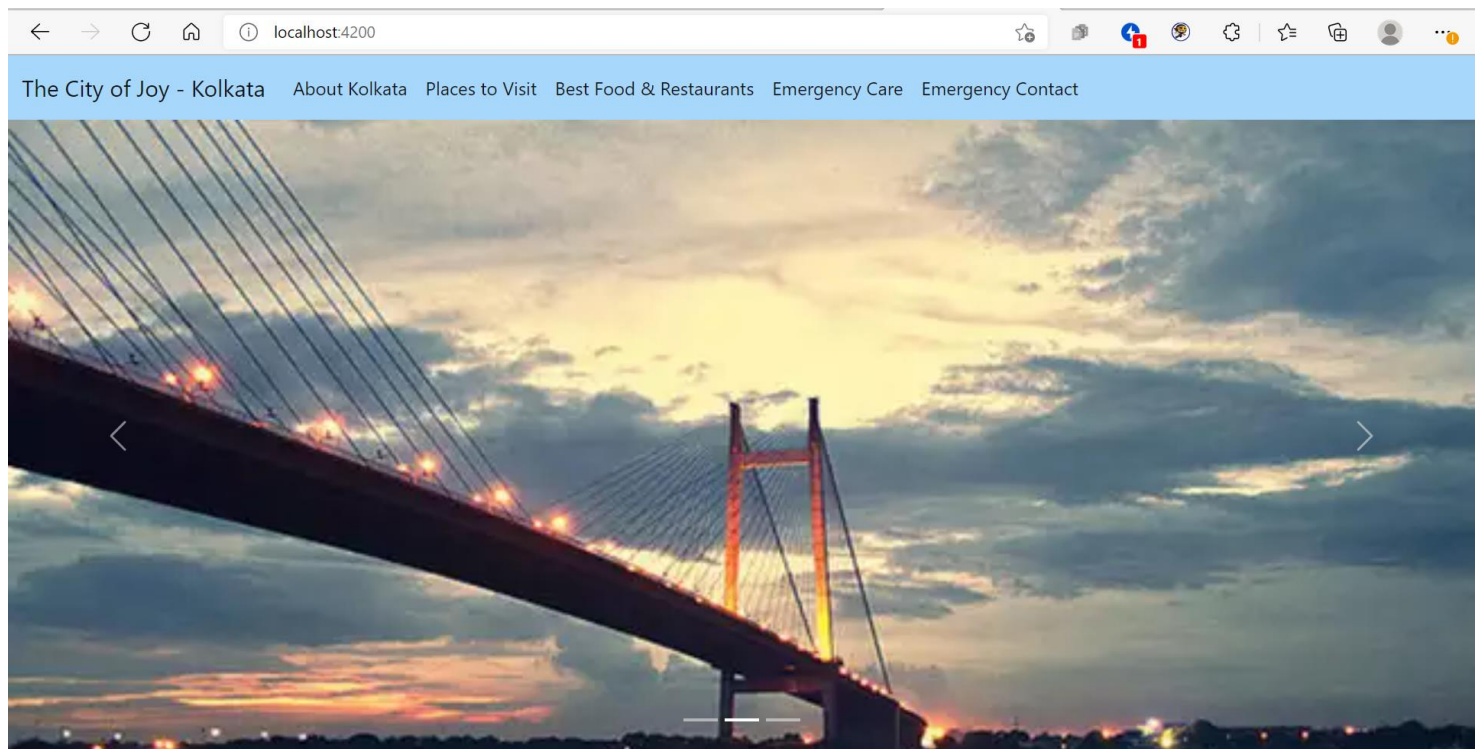 localhost:4200
1
The City of Joy - Kolkata About Kolkata Places to Visit Best Food & Restaurants Emergency Care Emergency Contact